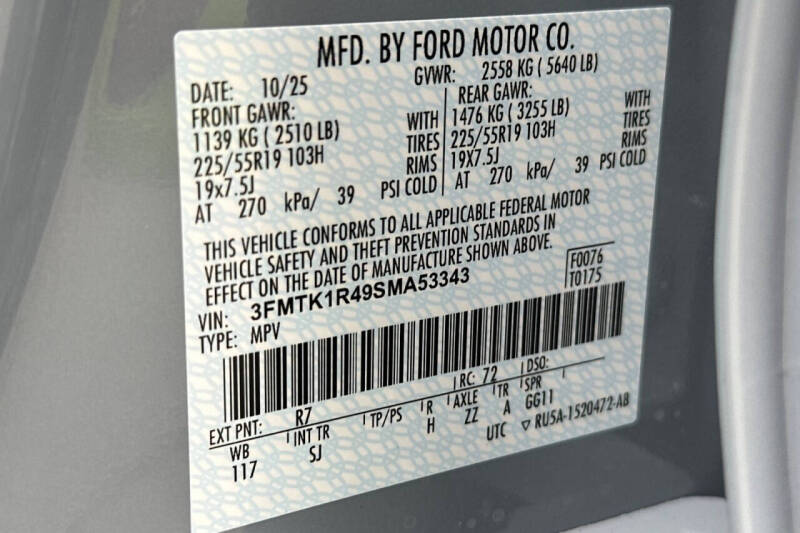 MFD. BY FORD MOTOR CO.
DATE: 10/25 GVWR: 2558 KG ( 5640 LB)
FRONT GAWR: REAR GAWR:
1139 KG ( 2510 LB) WITH 1476 KG ( 3255 LB) WITH
225/55R19 103H TIRES 225/55R19 103H TIRES
19x7.5J RIMS 19X7.5J RIMS
AT 270 kPa/ 39 PSI COLD AT 270 kPa/ 39 PSI COLD
THIS VEHICLE CONFORMS TO ALL APPLICABLE FEDERAL MOTOR
VEHICLE SAFETY AND THEFT PREVENTION STANDARDS IN
EFFECT ON THE DATE OF MANUFACTURE SHOWN ABOVE.
F0076
T0175
VIN: 3FMTK1R49SMA53343
TYPE: MPV
RC: 72 DSO:
EXT PNT: R7
WB INT TR TP/PS R AXLE TR SPR
117 SJ H ZZ A GG11
UTC ▽ RU5A-1520472-AB